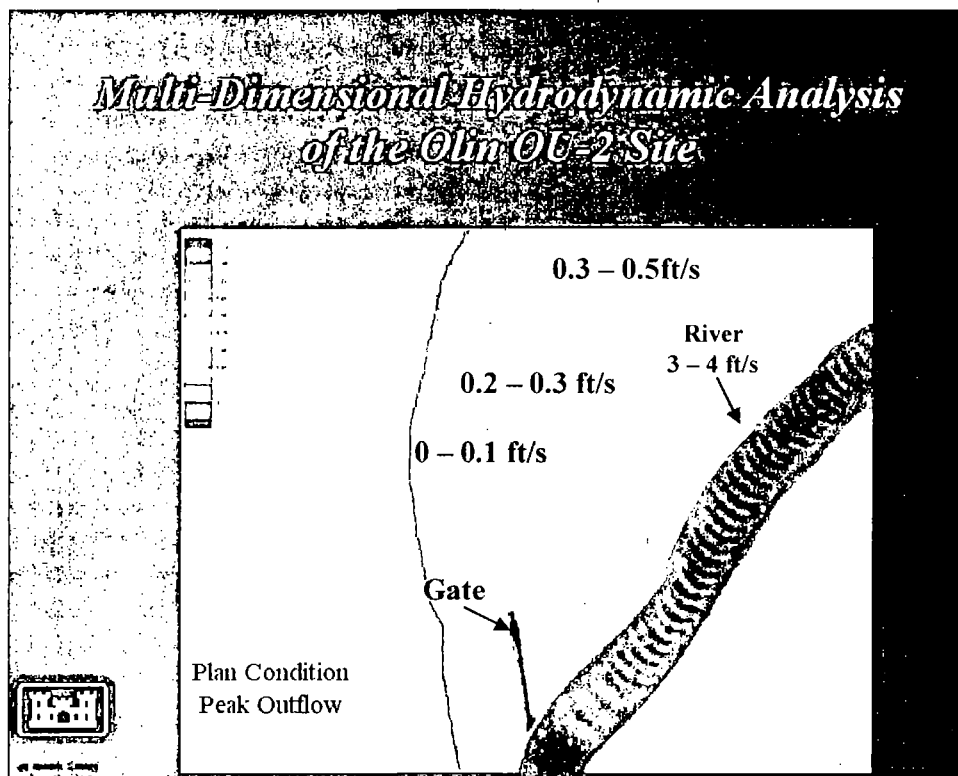 Multi-Dimensional Hydrodynamic Analysis
of the Olin OU-2 Site
0.3 – 0.5ft/s
River
3 – 4 ft/s
0.2 – 0.3 ft/s
0 – 0.1 ft/s
Gate
Plan Condition
Peak Outflow